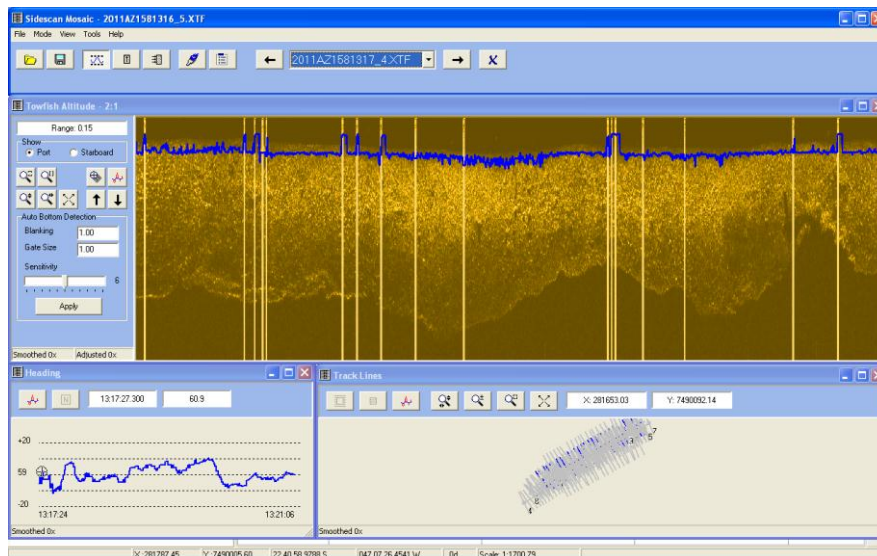 Sidescan Mosaic - 2011AZ1581316_5.XTF
File Mode View Tools Help
2011AZ1581317_4.XTF
X
Towfish Altitude - 2:1
Range: 0.15
Show
Port Starboard
Auto Bottom Detection
Blanking 1.00
Gate Size 1.00
Sensitivity
6
Apply
Smoothed 0x Adjusted 0x
Heading
13:17:27.300 60.9
+20
59
-20
13:17:24 13:21:06
Smoothed 0x
Track Lines
X: 281653.03 Y: 7490092.14
7
5
4
Smoothed 0x
X: 281787.45 Y: 7490005.60 22 40 58.9788 S 047 07 26.4541 W 0d Scale: 1:1700.79